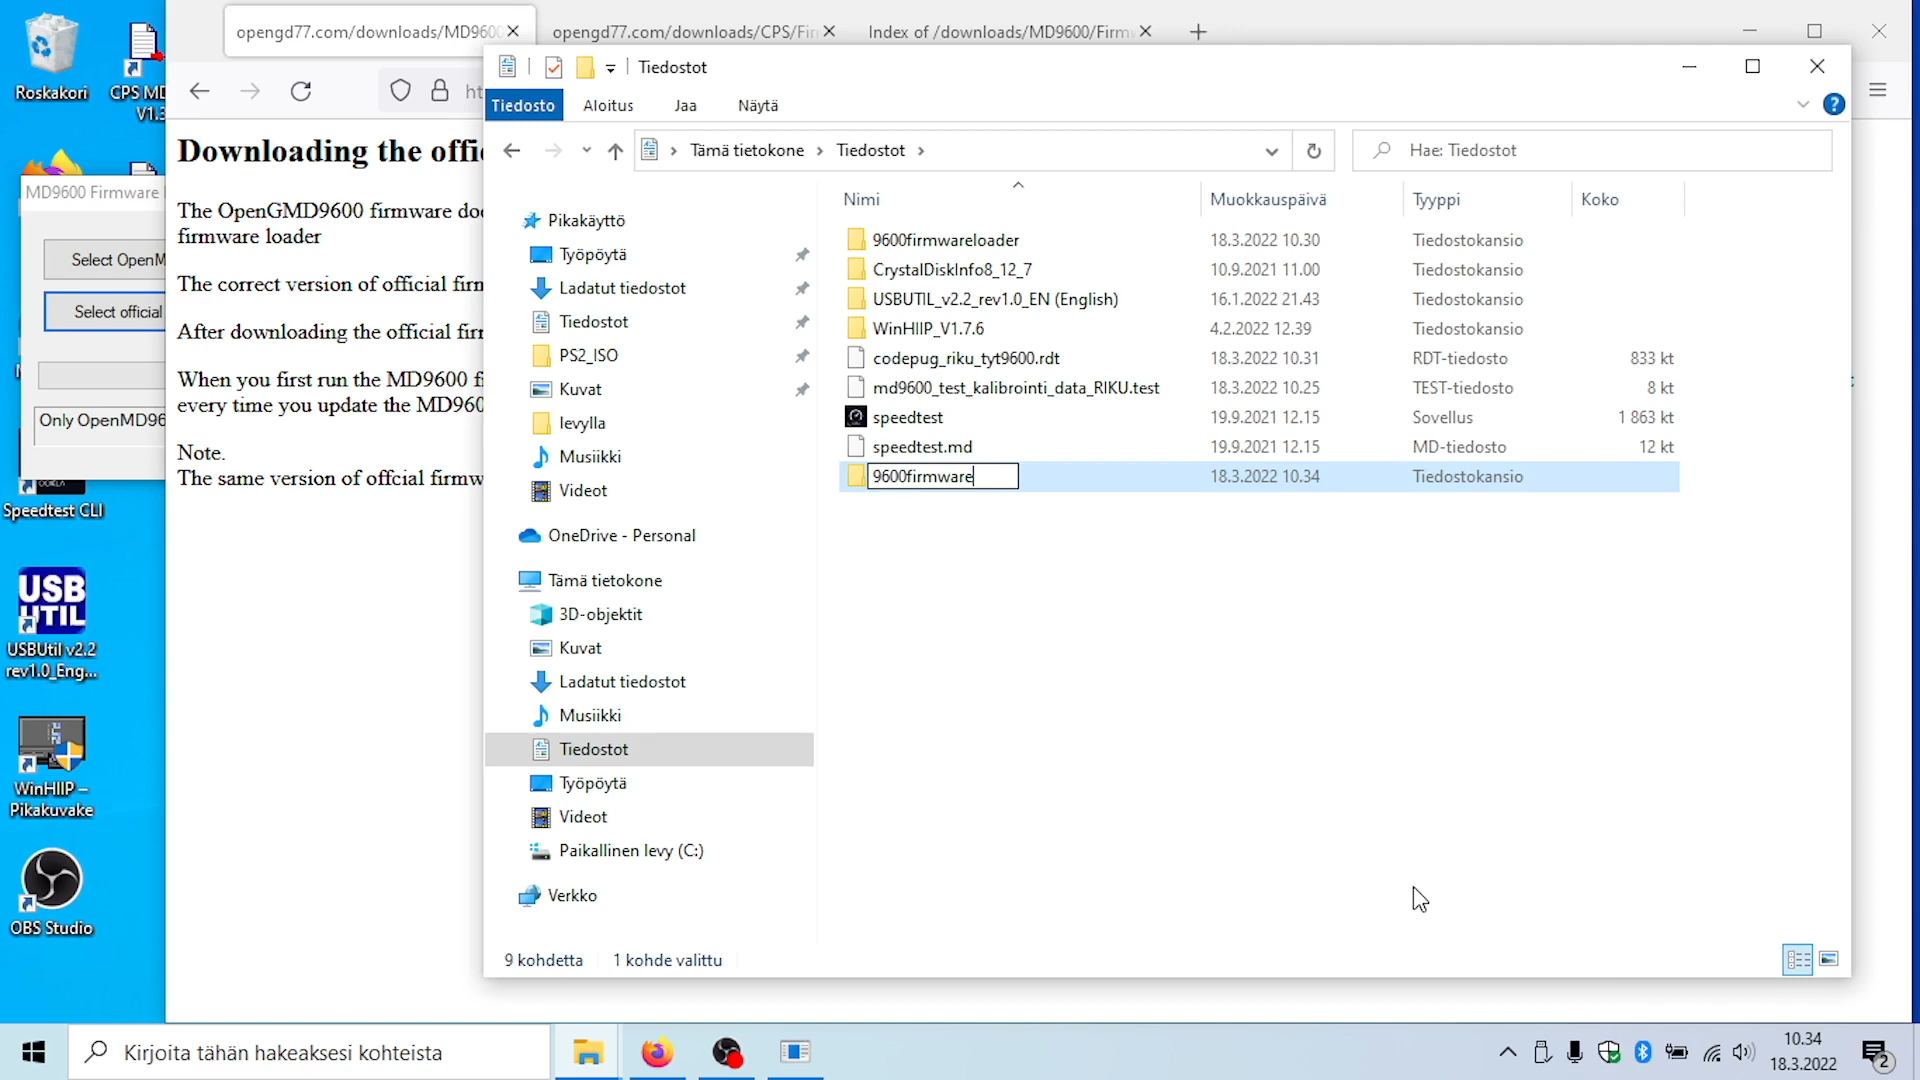 opengd77.com/downloads/MD9600
opengd77.com/downloads/CPS/Fir
Index of /downloads/MD9600/Firmw
Roskakori
CPS MD
V1.3
Tiedostot
ht
Tiedosto
Aloitus
Jaa
Näytä
Downloading the offic
Tämä tietokone
Tiedostot
Hae: Tiedostot
MD9600 Firmware
The OpenGMD9600 firmware doe
firmware loader
Select OpenM
The correct version of official firm
Select official
After downloading the official fir
When you first run the MD9600 fi
every time you update the MD960
Only OpenMD96
Note.
The same version of offcial firmw
Nimi
Muokkauspäivä
Tyyppi
Koko
Pikakäyttö
Työpöytä
Ladatut tiedostot
Tiedostot
PS2_ISO
Kuvat
levylla
Musiikki
Videot
OneDrive - Personal
Tämä tietokone
3D-objektit
Kuvat
Ladatut tiedostot
Musiikki
Tiedostot
Työpöytä
Videot
Paikallinen levy (C:)
Verkko
9600firmwareloader 18.3.2022 10.30 Tiedostokansio
CrystalDiskInfo8_12_7 10.9.2021 11.00 Tiedostokansio
USBUTIL_v2.2_rev1.0_EN (English) 16.1.2022 21.43 Tiedostokansio
WinHIIP_V1.7.6 4.2.2022 12.39 Tiedostokansio
codepug_riku_tyt9600.rdt 18.3.2022 10.31 RDT-tiedosto 833 kt
md9600_test_kalibrointi_data_RIKU.test 18.3.2022 10.25 TEST-tiedosto 8 kt
speedtest 19.9.2021 12.15 Sovellus 1 863 kt
speedtest.md 19.9.2021 12.15 MD-tiedosto 12 kt
9600firmware 18.3.2022 10.34 Tiedostokansio
Speedtest CLI
USB
UTIL
USBUtil v2.2
rev1.0_Eng...
WinHIIP –
Pikakuvake
OBS Studio
9 kohdetta
1 kohde valittu
Kirjoita tähän hakeaksesi kohteista
10.34
18.3.2022
2